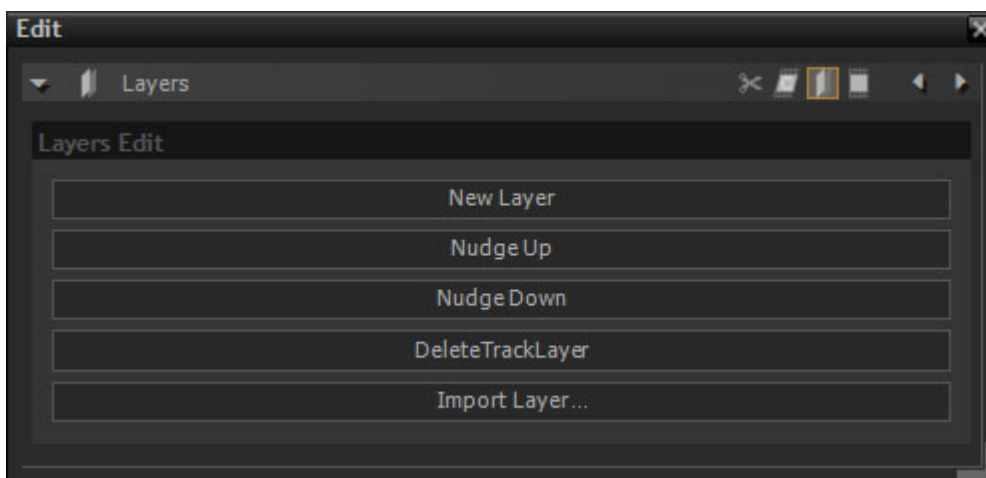 Edit
Layers
Layers Edit
New Layer
Nudge Up
Nudge Down
DeleteTrackLayer
Import Layer...